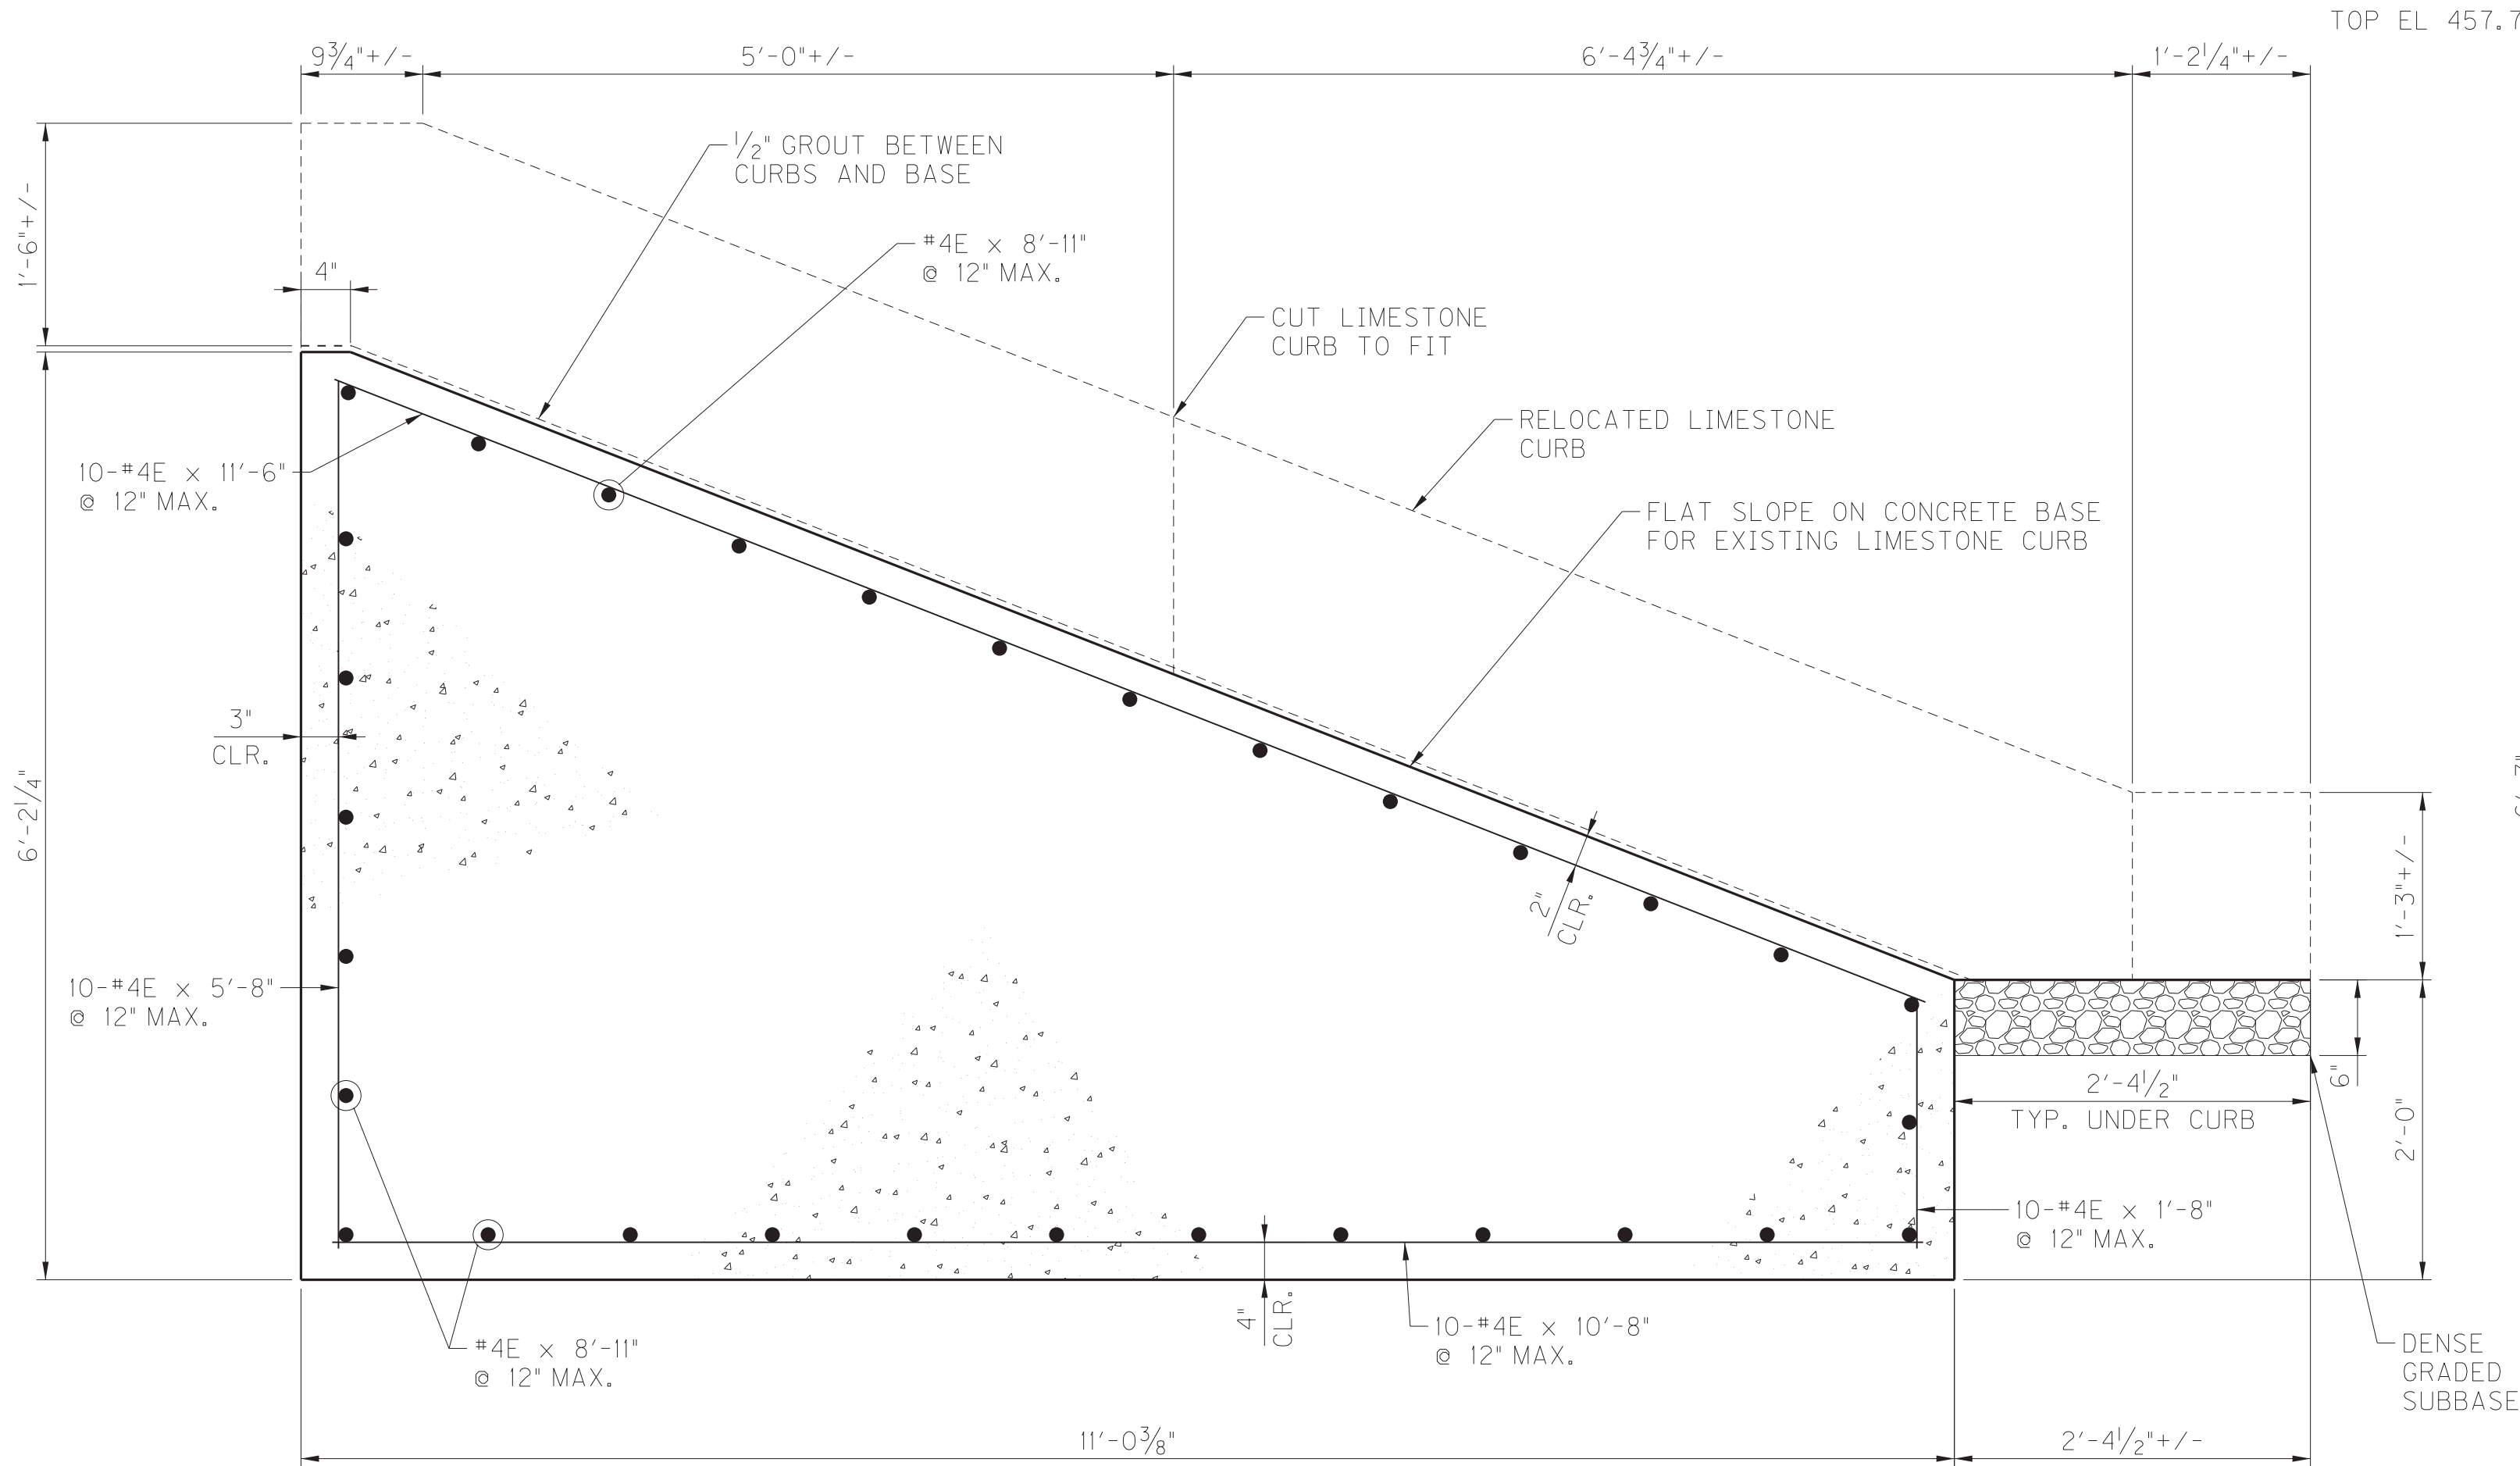 TOP EL 457.7
9¾"+/-
5'-0"+/-
6'-4¾"+/-
1'-2¼"+/-
½" GROUT BETWEEN
CURBS AND BASE
1'-6"+/-
#4E x 8'-11"
@ 12" MAX.
4"
CUT LIMESTONE
CURB TO FIT
RELOCATED LIMESTONE
CURB
10-#4E x 11'-6"
@ 12" MAX.
FLAT SLOPE ON CONCRETE BASE
FOR EXISTING LIMESTONE CURB
3"
CLR.
6'-2¼"
2"
CLR.
1'-3"+/-
10-#4E x 5'-8"
@ 12" MAX.
6"
2'-4½"
TYP. UNDER CURB
2'-0"
10-#4E x 1'-8"
@ 12" MAX.
4"
CLR.
10-#4E x 10'-8"
@ 12" MAX.
#4E x 8'-11"
@ 12" MAX.
DENSE
GRADED
SUBBASE
11'-0⅜"
2'-4½"+/-